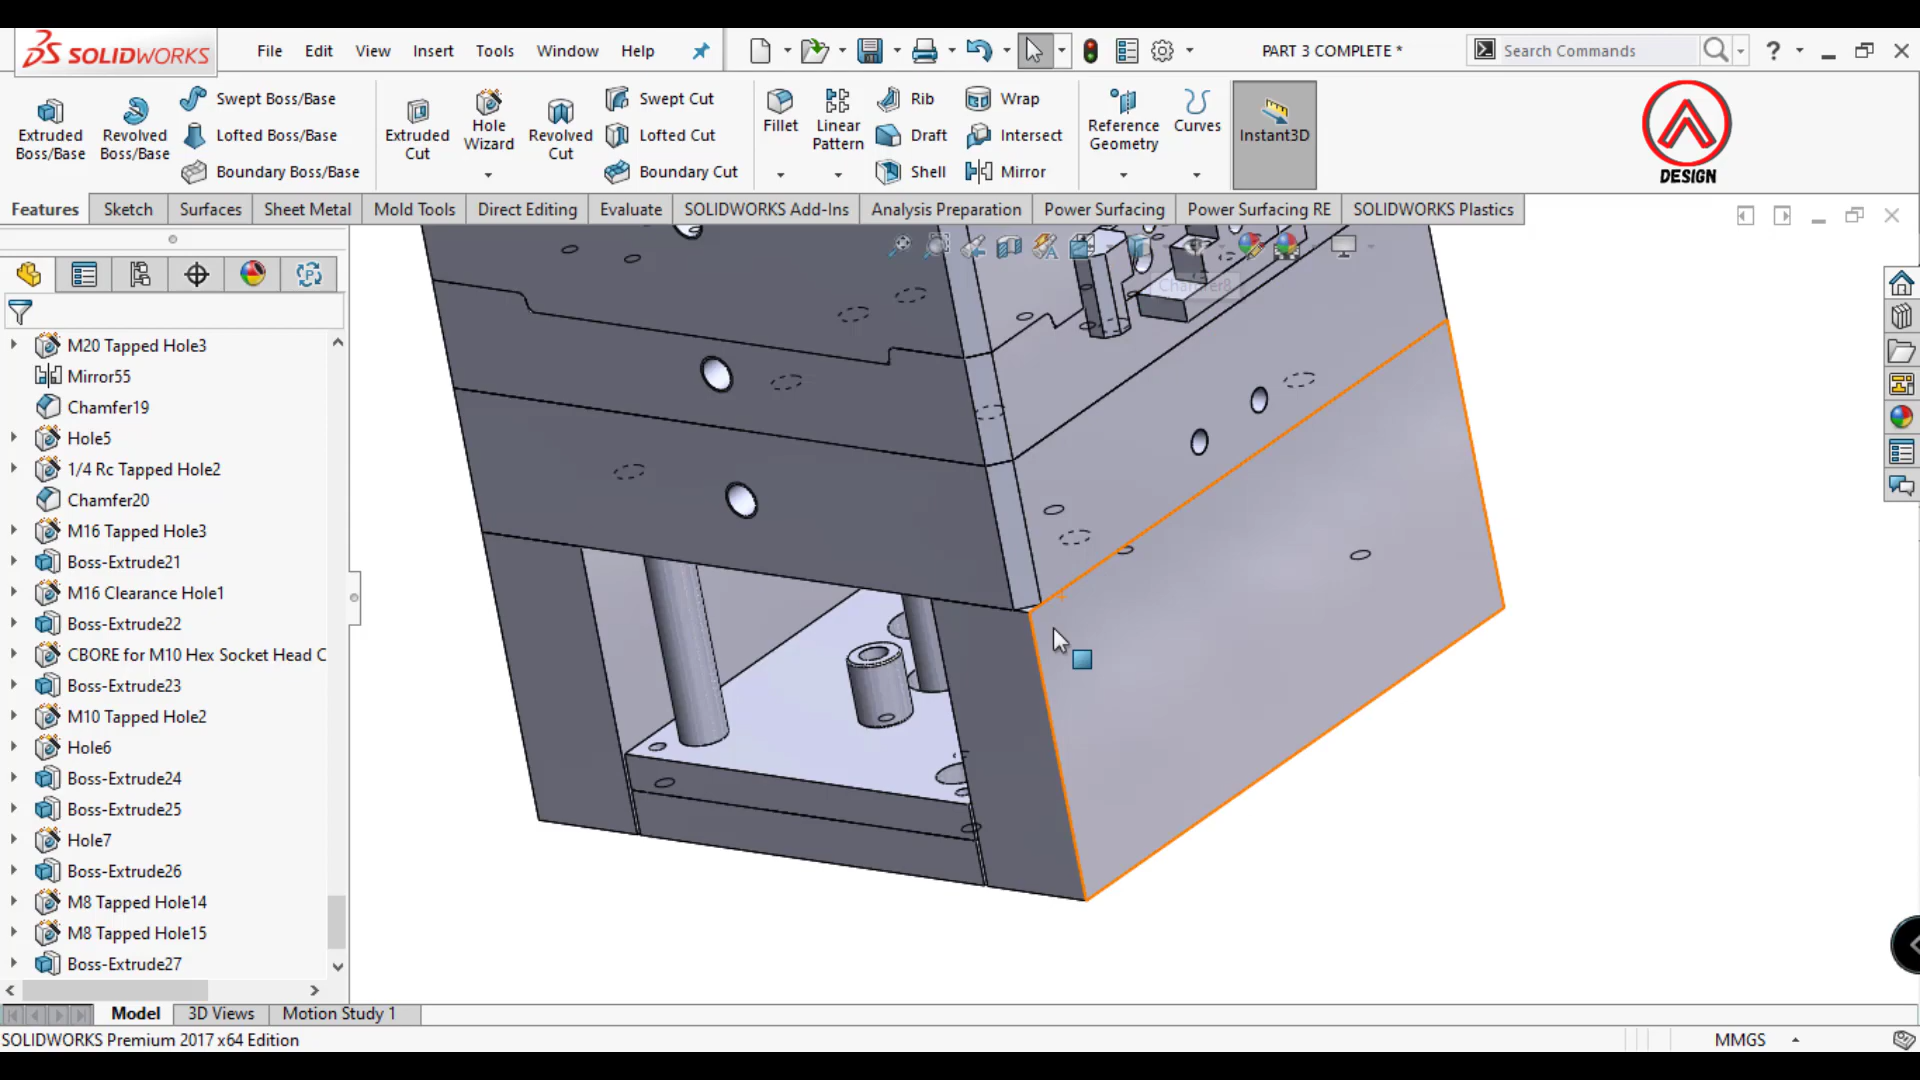 SOLIDWORKS
File Edit View Insert Tools Window Help
PART 3 COMPLETE *
Search Commands
?
Extruded Boss/Base
Revolved Boss/Base
Swept Boss/Base
Lofted Boss/Base
Boundary Boss/Base
Extruded Cut
Hole Wizard
Revolved Cut
Swept Cut
Lofted Cut
Boundary Cut
Fillet
Linear Pattern
Rib
Draft
Shell
Wrap
Intersect
Mirror
Reference Geometry
Curves
Instant3D
DESIGN
Features Sketch Surfaces Sheet Metal Mold Tools Direct Editing Evaluate SOLIDWORKS Add-Ins Analysis Preparation Power Surfacing Power Surfacing RE SOLIDWORKS Plastics
Chamfer8
M20 Tapped Hole3
Mirror55
Chamfer19
Hole5
1/4 Rc Tapped Hole2
Chamfer20
M16 Tapped Hole3
Boss-Extrude21
M16 Clearance Hole1
Boss-Extrude22
CBORE for M10 Hex Socket Head C
Boss-Extrude23
M10 Tapped Hole2
Hole6
Boss-Extrude24
Boss-Extrude25
Hole7
Boss-Extrude26
M8 Tapped Hole14
M8 Tapped Hole15
Boss-Extrude27
Model 3D Views Motion Study 1
SOLIDWORKS Premium 2017 x64 Edition
MMGS